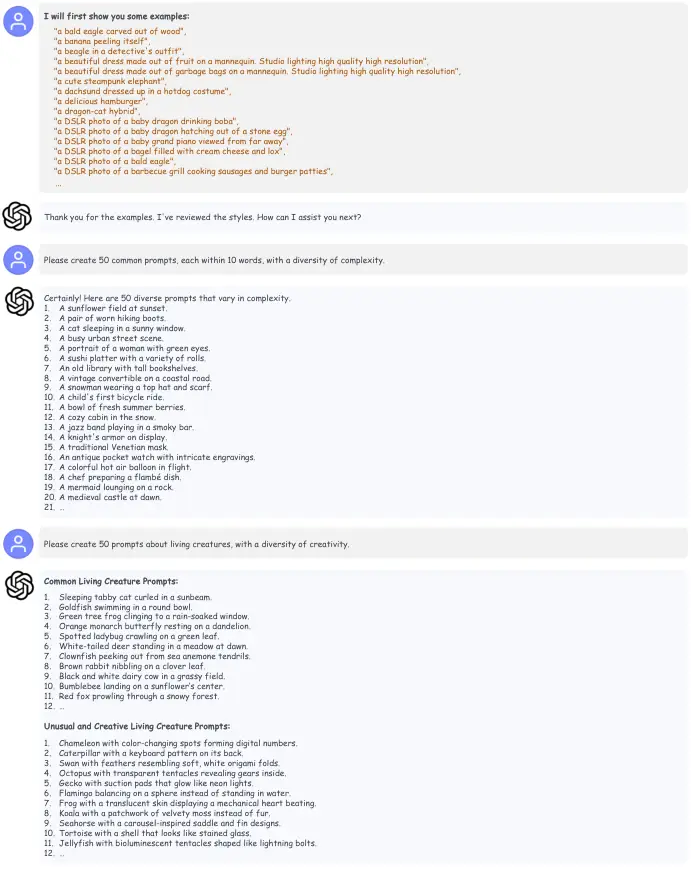 I will first show you some examples:
"a bald eagle carved out of wood",
"a banana peeling itself",
"a beagle in a detective's outfit",
"a beautiful dress made out of fruit on a mannequin. Studio lighting high quality high resolution",
"a beautiful dress made out of garbage bags on a mannequin. Studio lighting high quality high resolution",
"a cute steampunk elephant",
"a dachsund dressed up in a hotdog costume",
"a delicious hamburger",
"a dragon-cat hybrid",
"a DSLR photo of a baby dragon drinking boba",
"a DSLR photo of a baby dragon hatching out of a stone egg",
"a DSLR photo of a baby grand piano viewed from far away",
"a DSLR photo of a bagel filled with cream cheese and lox",
"a DSLR photo of a bald eagle",
"a DSLR photo of a barbecue grill cooking sausages and burger patties",
...
Thank you for the examples. I've reviewed the styles. How can I assist you next?
Please create 50 common prompts, each within 10 words, with a diversity of complexity.
Certainly! Here are 50 diverse prompts that vary in complexity.
1. A sunflower field at sunset.
2. A pair of worn hiking boots.
3. A cat sleeping in a sunny window.
4. A busy urban street scene.
5. A portrait of a woman with green eyes.
6. A sushi platter with a variety of rolls.
7. An old library with tall bookshelves.
8. A vintage convertible on a coastal road.
9. A snowman wearing a top hat and scarf.
10. A child's first bicycle ride.
11. A bowl of fresh summer berries.
12. A cozy cabin in the snow.
13. A jazz band playing in a smoky bar.
14. A knight's armor on display.
15. A traditional Venetian mask.
16. An antique pocket watch with intricate engravings.
17. A colorful hot air balloon in flight.
18. A chef preparing a flambé dish.
19. A mermaid lounging on a rock.
20. A medieval castle at dawn.
21. ...
Please create 50 prompts about living creatures, with a diversity of creativity.
Common Living Creature Prompts:
1. Sleeping tabby cat curled in a sunbeam.
2. Goldfish swimming in a round bowl.
3. Green tree frog clinging to a rain-soaked window.
4. Orange monarch butterfly resting on a dandelion.
5. Spotted ladybug crawling on a green leaf.
6. White-tailed deer standing in a meadow at dawn.
7. Clownfish peeking out from sea anemone tendrils.
8. Brown rabbit nibbling on a clover leaf.
9. Black and white dairy cow in a grassy field.
10. Bumblebee landing on a sunflower's center.
11. Red fox prowling through a snowy forest.
12. ...
Unusual and Creative Living Creature Prompts:
1. Chameleon with color-changing spots forming digital numbers.
2. Caterpillar with a keyboard pattern on its back.
3. Swan with feathers resembling soft, white origami folds.
4. Octopus with transparent tentacles revealing gears inside.
5. Gecko with suction pads that glow like neon lights.
6. Flamingo balancing on a sphere instead of standing in water.
7. Frog with a translucent skin displaying a mechanical heart beating.
8. Koala with a patchwork of velvety moss instead of fur.
9. Seahorse with a carousel-inspired saddle and fin designs.
10. Tortoise with a shell that looks like stained glass.
11. Jellyfish with bioluminescent tentacles shaped like lightning bolts.
12. ...